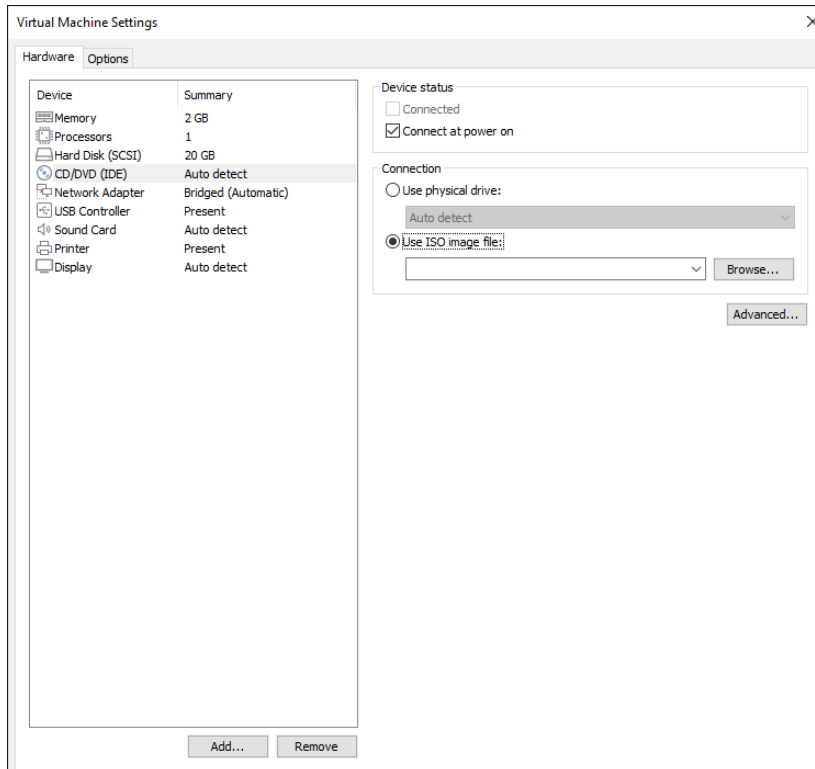 Virtual Machine Settings
Hardware Options
Device Summary
Memory 2 GB
Processors 1
Hard Disk (SCSI) 20 GB
CD/DVD (IDE) Auto detect
Network Adapter Bridged (Automatic)
USB Controller Present
Sound Card Auto detect
Printer Present
Display Auto detect
Add... Remove
Device status
Connected
Connect at power on
Connection
Use physical drive:
Auto detect
Use ISO image file:
Browse...
Advanced...